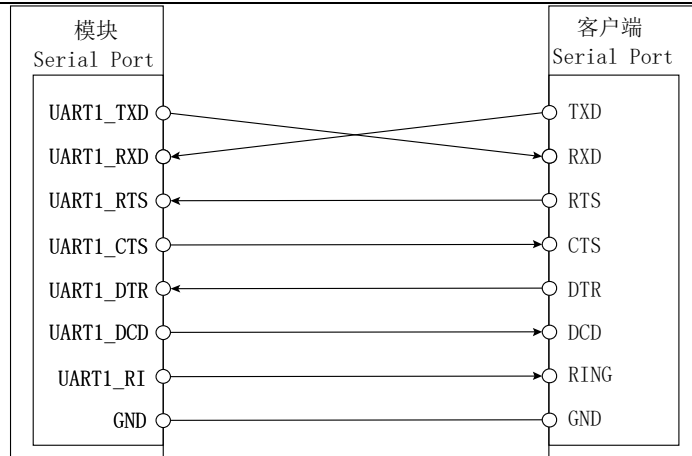 模块
Serial Port
UART1_TXD
UART1_RXD
UART1_RTS
UART1_CTS
UART1_DTR
UART1_DCD
UART1_RI
GND
客户端
Serial Port
TXD
RXD
RTS
CTS
DTR
DCD
RING
GND